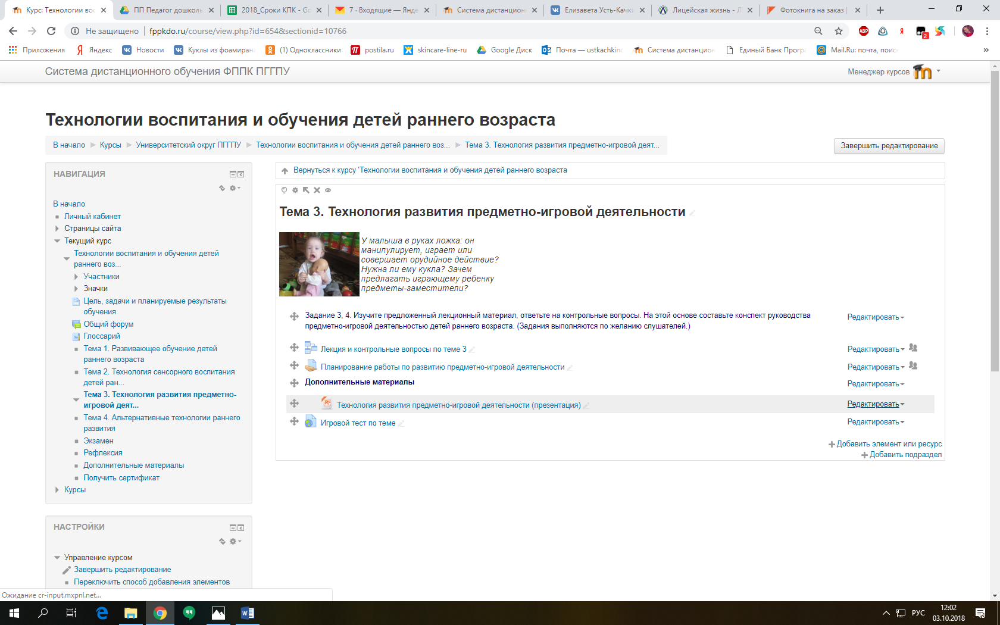 Курс: Технологии вос
ПП Педагог дошколь
2018_Сроки КПК - Go
7 · Входящие — Янде
Система дистанцион
Елизавета Усть-Качк
Лицейская жизнь - Л
Фотокнига на заказ |
Не защищено | fppkdo.ru/course/view.php?id=654&sectionid=10766
ABP
Я
2
Приложения
Яндекс
Новости
Куклы из фоамирана
(1) Одноклассники
postila.ru
skincare-line-ru
Google Диск
Почта — ustkachkin
Система дистанцион
Единый Банк Прогр
Mail.Ru: почта, поис
»
Система дистанционного обучения ФППК ПГГПУ
Менеджер курсов
Технологии воспитания и обучения детей раннего возраста
В начало
Курсы
Университетский округ ПГГПУ
Технологии воспитания и обучения детей раннего воз...
Тема 3. Технология развития предметно-игровой деят...
Завершить редактирование
НАВИГАЦИЯ
В начало
Личный кабинет
Страницы сайта
Текущий курс
Технологии воспитания и обучения детей
раннего воз...
Участники
Значки
Цель, задачи и планируемые результаты
обучения
Общий форум
Глоссарий
Тема 1. Развивающее обучение детей
раннего возраста
Тема 2. Технология сенсорного воспитания
детей ран...
Тема 3. Технология развития предметно-
игровой деят...
Тема 4. Альтернативные технологии раннего
развития
Экзамен
Рефлексия
Дополнительные материалы
Получить сертификат
Курсы
НАСТРОЙКИ
Управление курсом
Завершить редактирование
Переключить способ добавления элементов
Вернуться к курсу 'Технологии воспитания и обучения детей раннего возраста
Тема 3. Технология развития предметно-игровой деятельности
У малыша в руках ложка: он
манипулирует, играет или
совершает орудийное действие?
Нужна ли ему кукла? Зачем
предлагать играющему ребенку
предметы-заместители?
Задание 3, 4. Изучите предложенный лекционный материал, ответьте на контрольные вопросы. На этой основе составьте конспект руководства
предметно-игровой деятельностью детей раннего возраста. (Задания выполняются по желанию слушателей.)
Редактировать
Лекция и контрольные вопросы по теме 3
Редактировать
Планирование работы по развитию предметно-игровой деятельности
Редактировать
Дополнительные материалы
Редактировать
Технология развития предметно-игровой деятельности (презентация)
Редактировать
Игровой тест по теме
Редактировать
Добавить элемент или ресурс
Добавить подраздел
Ожидание cr-input.mxpnl.net...
РУС
12:02
03.10.2018